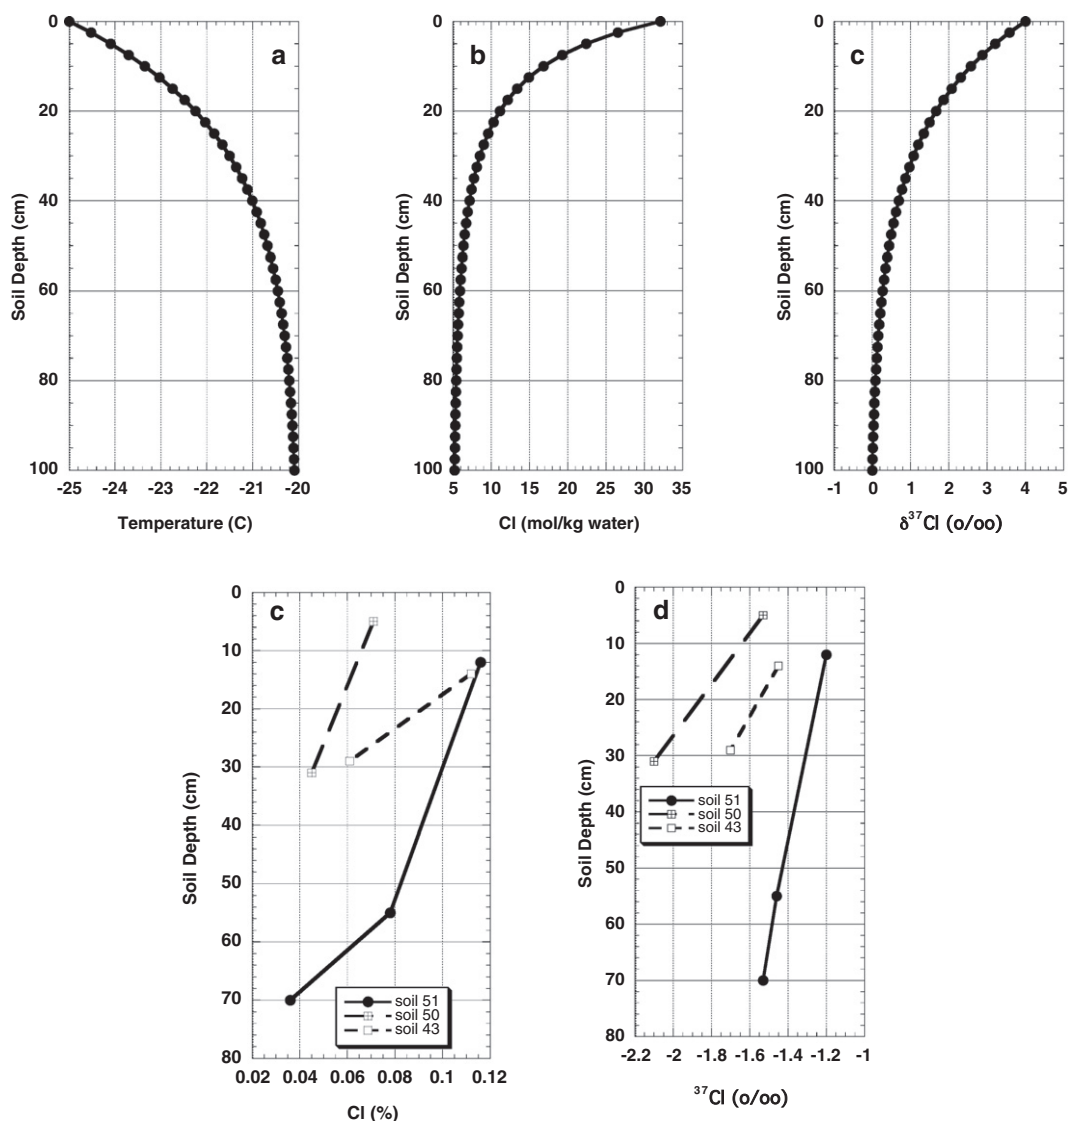 a
0
20
40
60
80
100
Soil Depth (cm)
-25 -24 -23 -22 -21 -20
Temperature (C)
b
0
20
40
60
80
100
Soil Depth (cm)
5 10 15 20 25 30 35
Cl (mol/kg water)
c
0
20
40
60
80
100
Soil Depth (cm)
-1 0 1 2 3 4 5
δ³⁷Cl (o/oo)
c
0
10
20
30
40
50
60
70
80
Soil Depth (cm)
soil 51
soil 50
soil 43
0.02 0.04 0.06 0.08 0.10 0.12
Cl (%)
d
0
10
20
30
40
50
60
70
80
Soil Depth (cm)
soil 51
soil 50
soil 43
-2.2 -2 -1.8 -1.6 -1.4 -1.2 -1
³⁷Cl (o/oo)